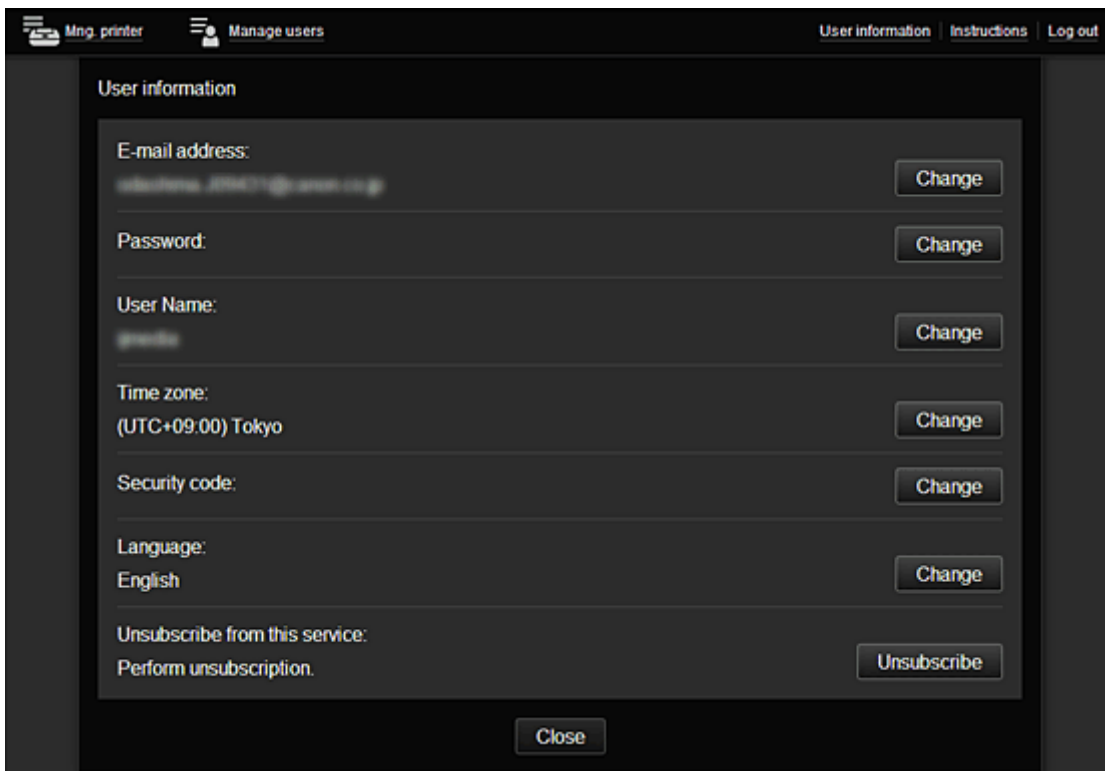 Mng. printer Manage users User information Instructions Log out
User information
E-mail address:
Change
Password: Change
User Name:
Change
Time zone:
(UTC+09:00) Tokyo Change
Security code: Change
Language:
English Change
Unsubscribe from this service:
Perform unsubscription. Unsubscribe
Close